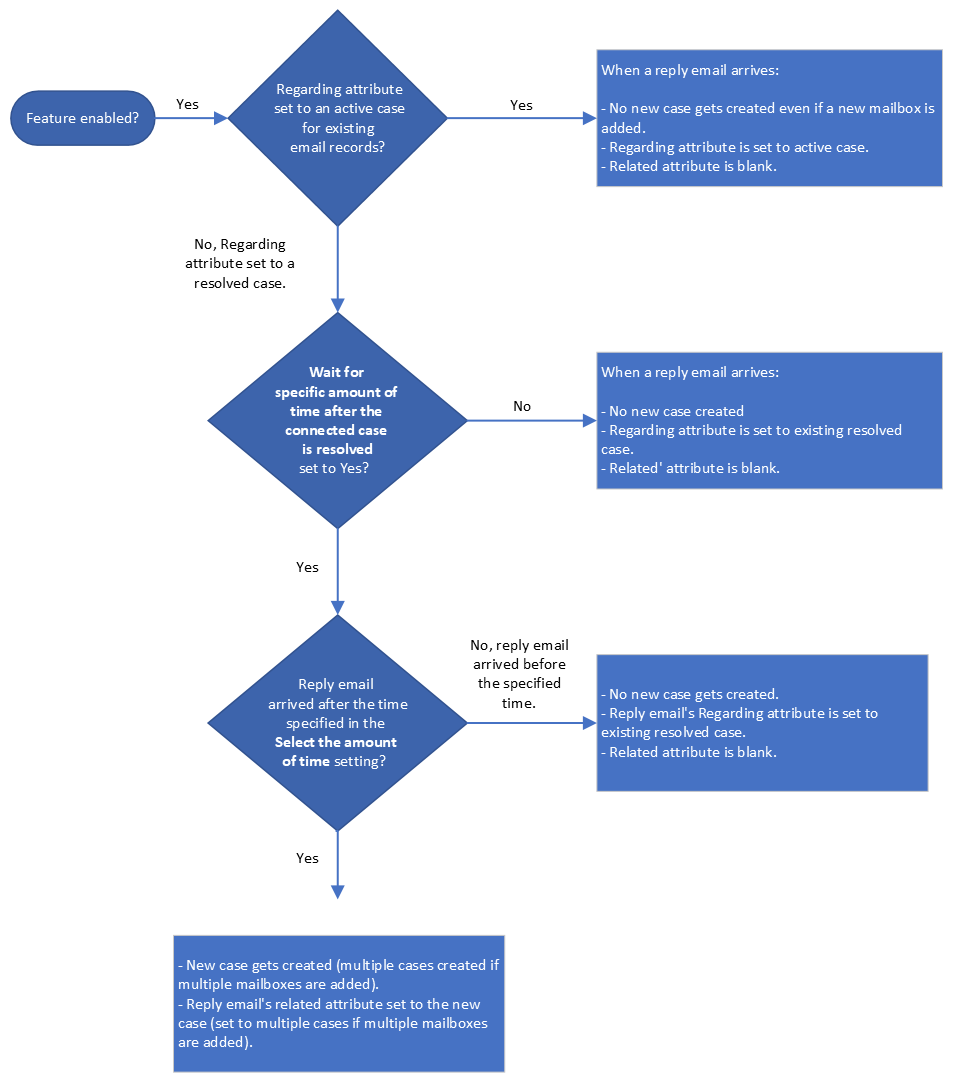 Feature enabled?
Yes
Regarding attribute
set to an active case
for existing
email records?
Yes
When a reply email arrives:
- No new case gets created even if a new mailbox is
added.
- Regarding attribute is set to active case.
- Related attribute is blank.
No, Regarding
attribute set to a
resolved case.
Wait for
specific amount of
time after the
connected case
is resolved
set to Yes?
No
When a reply email arrives:
- No new case created
- Regarding attribute is set to existing resolved
case.
- Related' attribute is blank.
Yes
Reply email
arrived after the time
specified in the
Select the amount
of time setting?
No, reply email
arrived before
the specified
time.
- No new case gets created.
- Reply email's Regarding attribute is set to
existing resolved case.
- Related attribute is blank.
Yes
- New case gets created (multiple cases created if
multiple mailboxes are added).
- Reply email's related attribute set to the new
case (set to multiple cases if multiple mailboxes
are added).